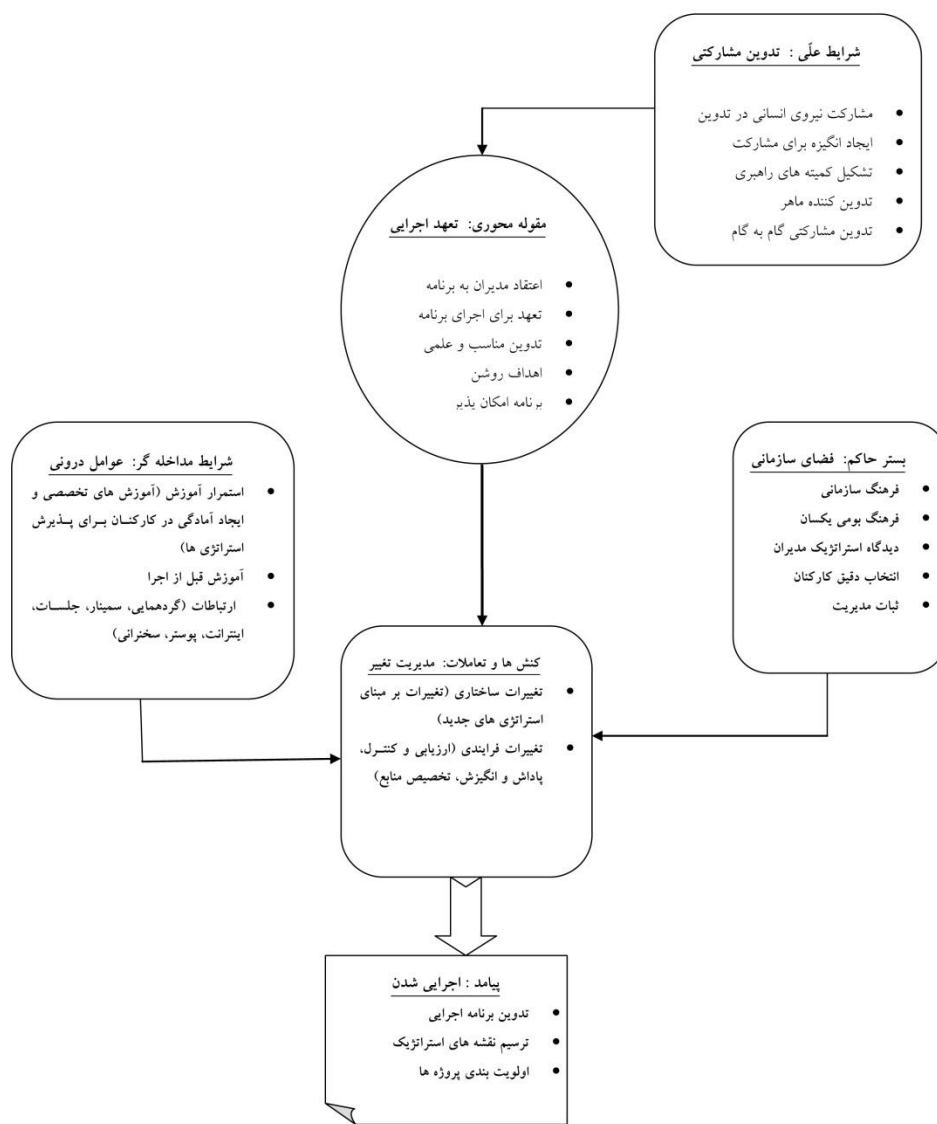 شرایط علّی : تدوین مشارکتی
مشارکت نیروی انسانی در تدوین
ایجاد انگیزه برای مشارکت
تشکیل کمیته های راهبری
تدوین کننده ماهر
تدوین مشارکتی گام به گام
مقوله محوری: تعهد اجرایی
اعتقاد مدیران به برنامه
تعهد برای اجرای برنامه
تدوین مناسب و علمی
اهداف روشن
برنامه امکان پذیر
بستر حاکم: فضای سازمانی
فرهنگ سازمانی
فرهنگ بومی یکسان
دیدگاه استراتژیک مدیران
انتخاب دقیق کارکنان
ثبات مدیریت
شرایط مداخله گر: عوامل درونی
استمرار آموزش (آموزش های تخصصی و
ایجاد آمادگی در کارکنان برای پذیرش
استراتژی ها)
آموزش قبل از اجرا
ارتباطات (گردهمایی، سمینار، جلسات،
اینترانت، پوستر، سخنرانی)
کنش ها و تعاملات: مدیریت تغییر
تغییرات ساختاری (تغییرات بر مبنای
استراتژی های جدید)
تغییرات فرایندی (ارزیابی و کنترل،
پاداش و انگیزش، تخصیص منابع)
پیامد : اجرایی شدن
تدوین برنامه اجرایی
ترسیم نقشه های استراتژیک
اولویت بندی پروژه ها